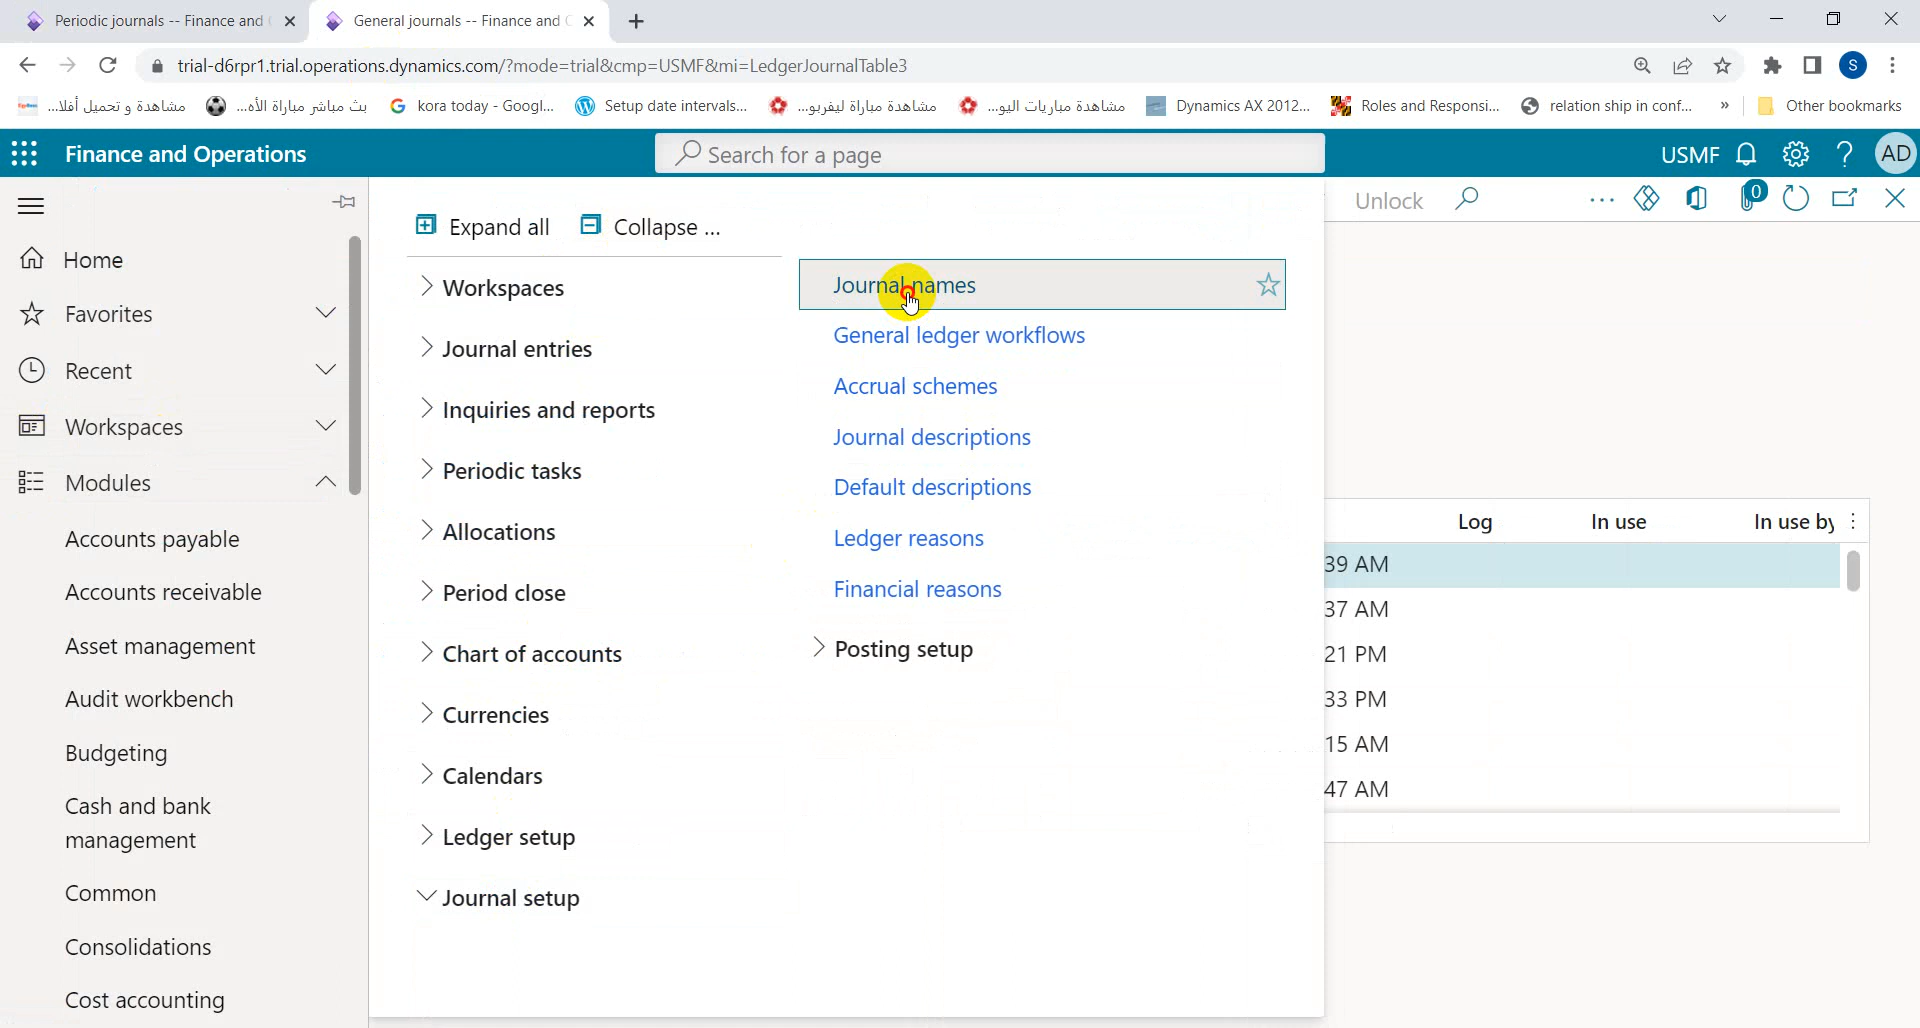 Periodic journals -- Finance and
General journals -- Finance and
trial-d6rpr1.trial.operations.dynamics.com/?mode=trial&cmp=USMF&mi=LedgerJournalTable3
S
مشاهدة و تحميل أفلا...
بث مباشر مباراة الأه...
kora today - Googl...
Setup date intervals...
مشاهدة مباراة ليفربو...
مشاهدة مباريات اليو...
Dynamics AX 2012...
Roles and Responsi...
relation ship in conf...
»
Other bookmarks
Finance and Operations
Search for a page
USMF
AD
Unlock
0
Home
Favorites
Recent
Workspaces
Modules
Accounts payable
Accounts receivable
Asset management
Audit workbench
Budgeting
Cash and bank
management
Common
Consolidations
Cost accounting
Expand all
Collapse ...
Workspaces
Journal entries
Inquiries and reports
Periodic tasks
Allocations
Period close
Chart of accounts
Currencies
Calendars
Ledger setup
Journal setup
Journal names
General ledger workflows
Accrual schemes
Journal descriptions
Default descriptions
Ledger reasons
Financial reasons
Posting setup
Log
In use
In use by
39 AM
37 AM
21 PM
33 PM
15 AM
47 AM